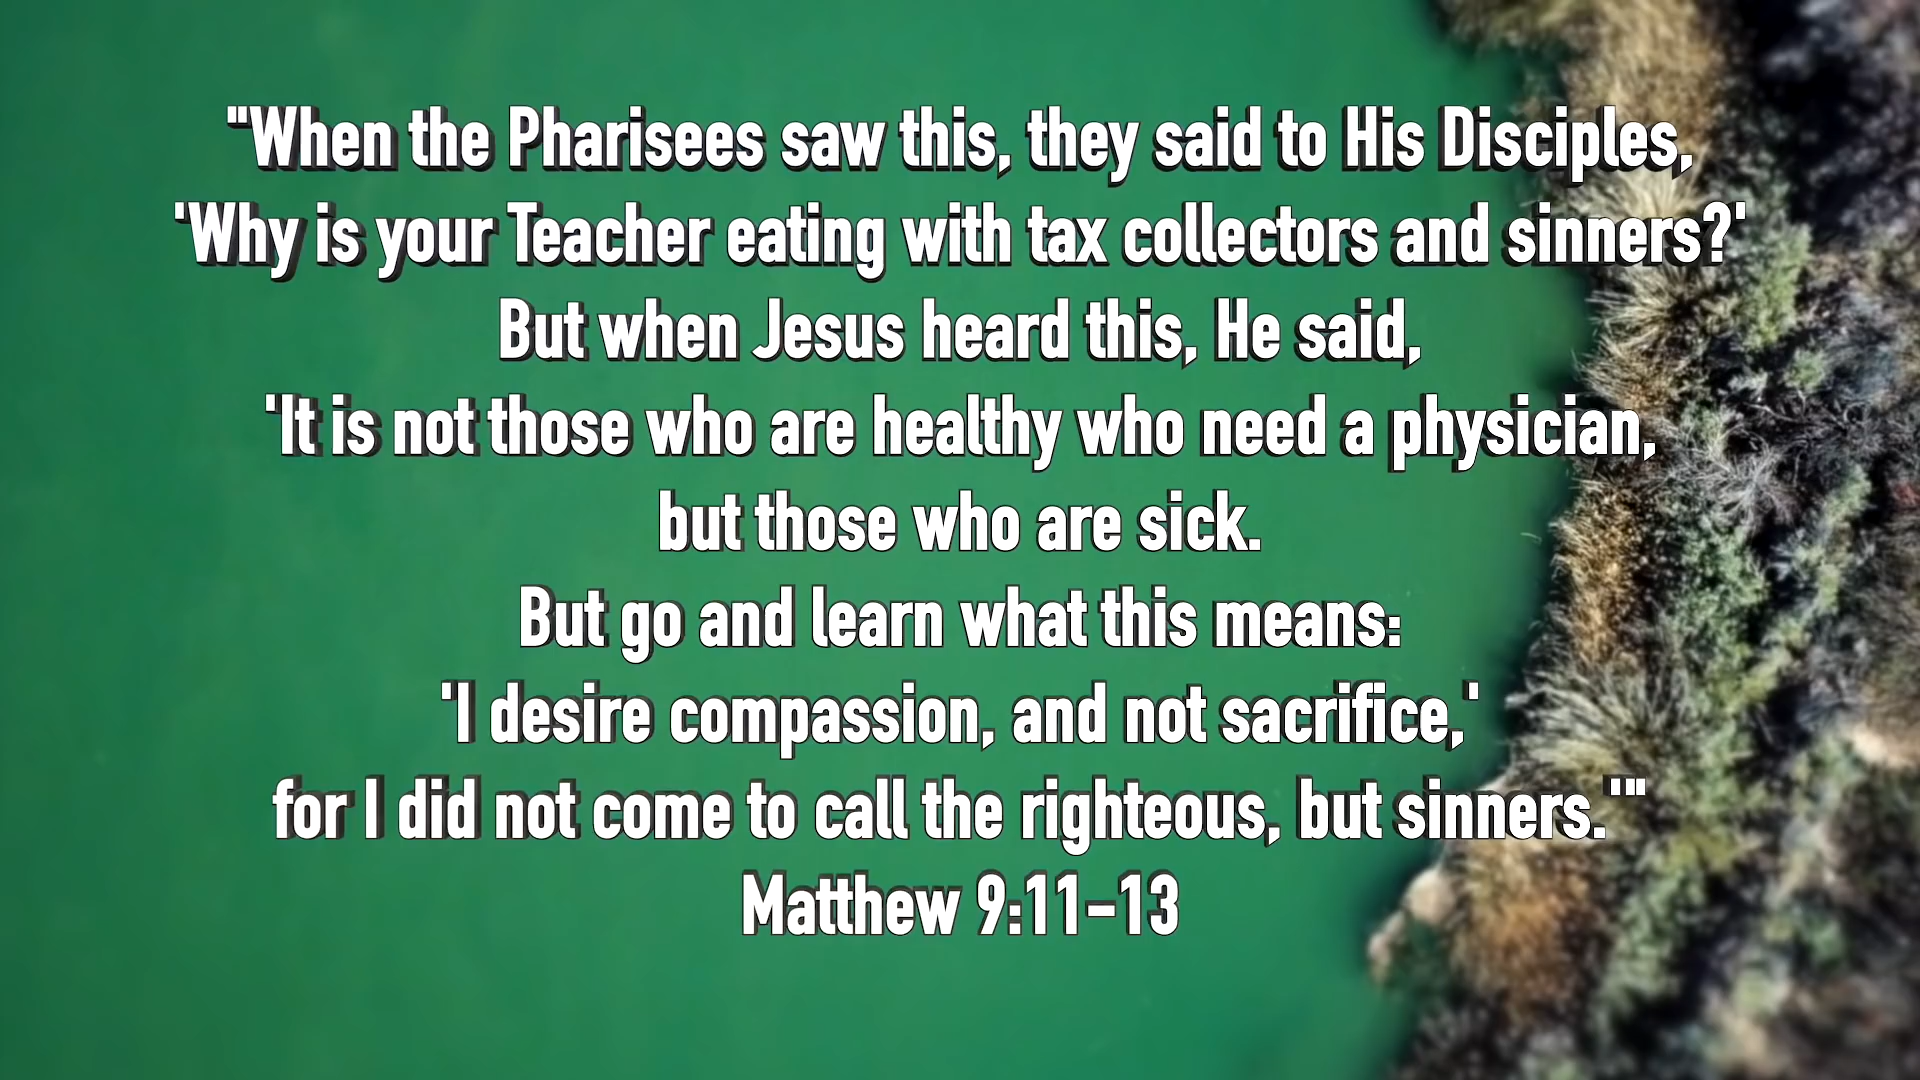 "When the Pharisees saw this, they said to His Disciples,
'Why is your Teacher eating with tax collectors and sinners?'
But when Jesus heard this, He said,
'It is not those who are healthy who need a physician,
but those who are sick.
But go and learn what this means:
'I desire compassion, and not sacrifice,'
for I did not come to call the righteous, but sinners.'"
Matthew 9:11-13